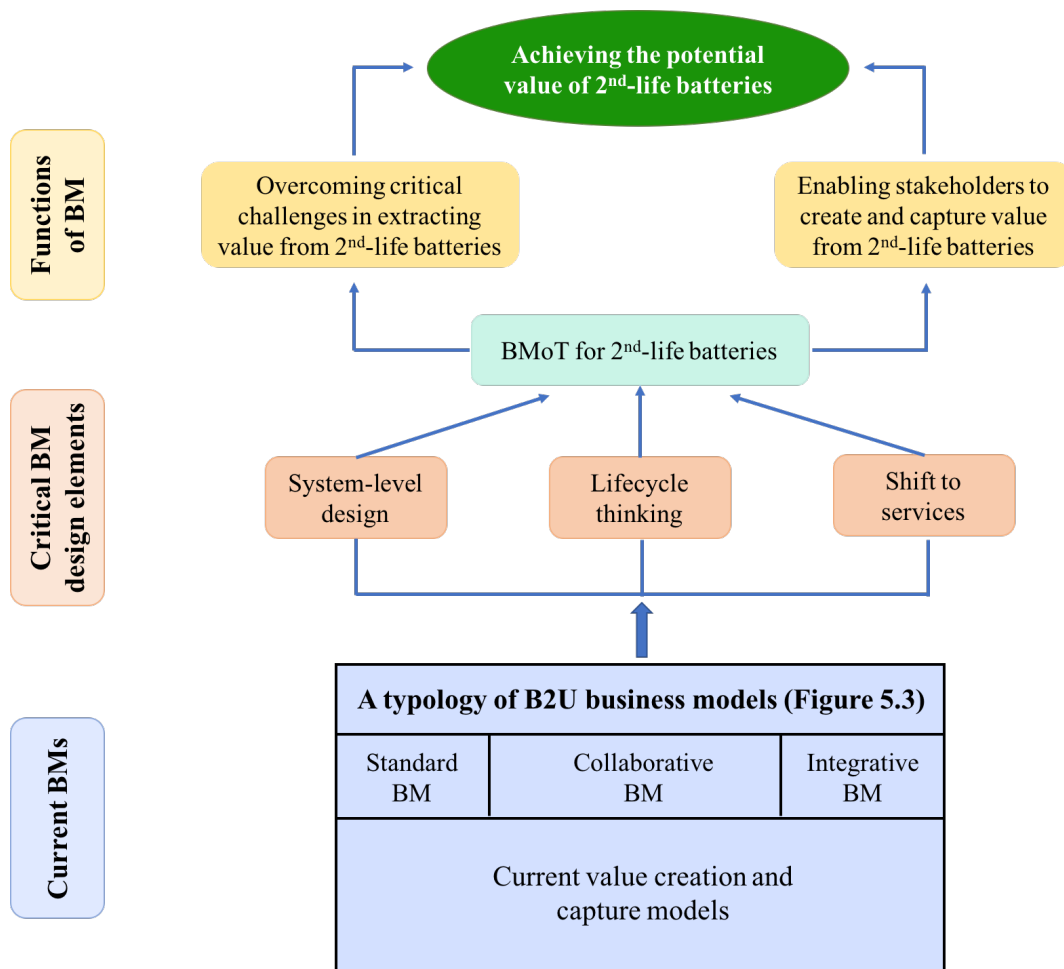 Achieving the potential
value of 2nd-life batteries
Functions
of BM
Overcoming critical
challenges in extracting
value from 2nd-life batteries
Enabling stakeholders to
create and capture value
from 2nd-life batteries
BMoT for 2nd-life batteries
Critical BM
design elements
System-level
design
Lifecycle
thinking
Shift to
services
Current BMs
A typology of B2U business models (Figure 5.3)
Standard
BM
Collaborative
BM
Integrative
BM
Current value creation and
capture models